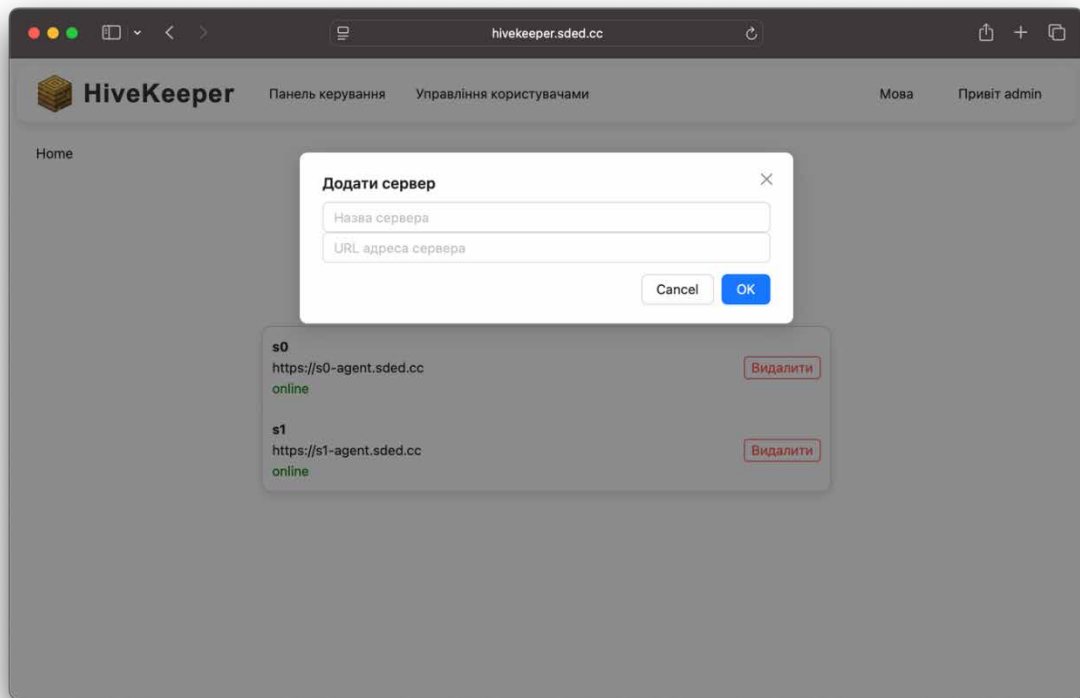 hivekeeper.sded.cc
HiveKeeper Панель керування Управління користувачами Мова Привіт admin
Home
Додати сервер
Назва сервера
URL адреса сервера
Cancel OK
s0
https://s0-agent.sded.cc
online
Видалити
s1
https://s1-agent.sded.cc
online
Видалити